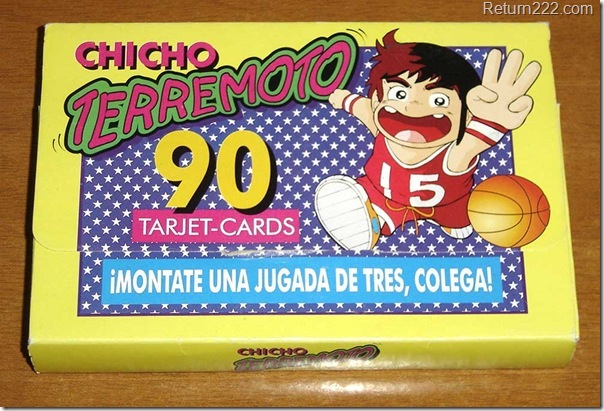 Return222.com
CHICHO
TERREMOTO
90
TARJET-CARDS
15
¡MONTATE UNA JUGADA DE TRES, COLEGA!
CHICHO
TERREMOTO